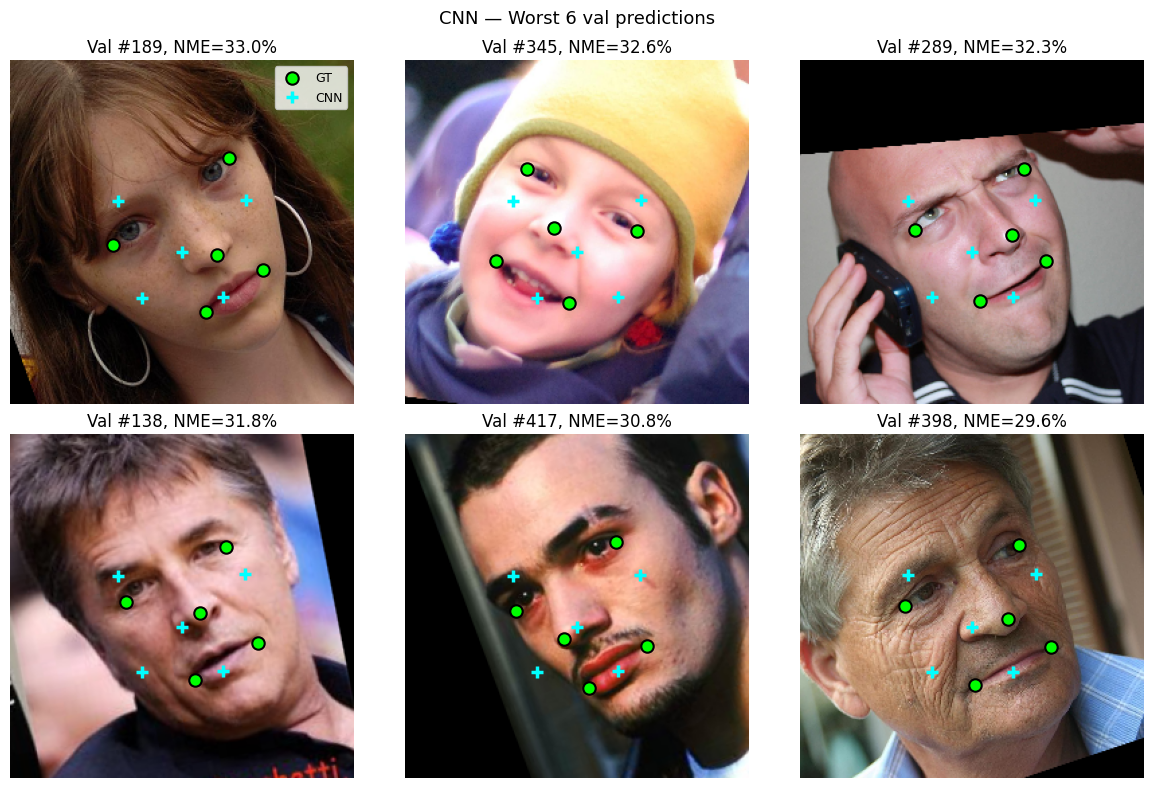 CNN — Worst 6 val predictions
Val #189, NME=33.0%
Val #345, NME=32.6%
Val #289, NME=32.3%
GT
CNN
Val #138, NME=31.8%
Val #417, NME=30.8%
Val #398, NME=29.6%